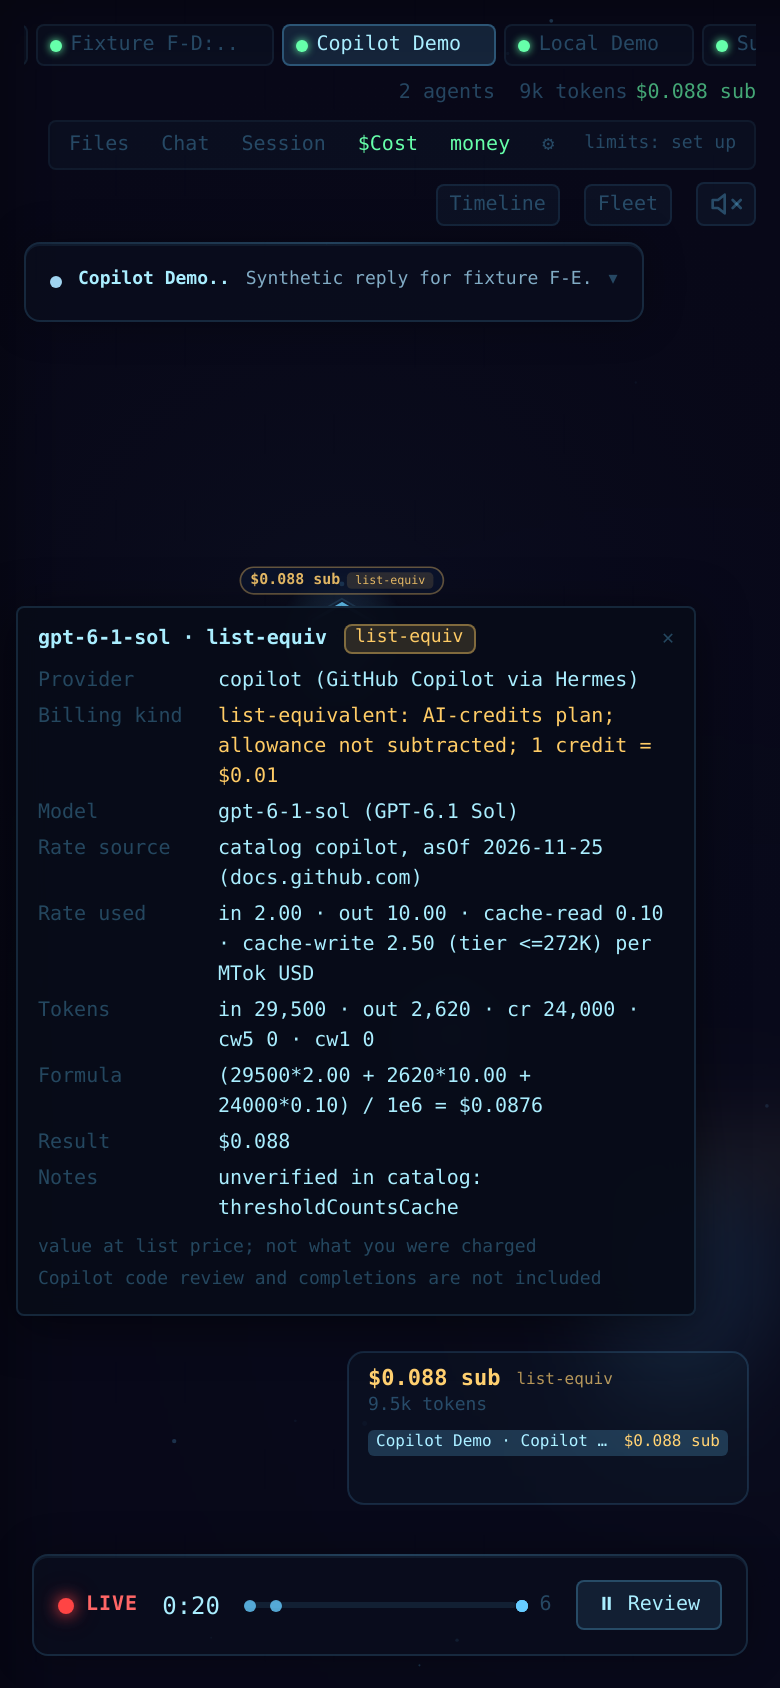 Fixture F-D:..
Copilot Demo
Local Demo
Su
2 agents 9k tokens $0.088 sub
Files Chat Session $Cost money ⚙ limits: set up
Timeline Fleet
Copilot Demo.. Synthetic reply for fixture F-E. ▼
$0.088 sub list-equiv
gpt-6-1-sol · list-equiv list-equiv ×
Provider copilot (GitHub Copilot via Hermes)
Billing kind list-equivalent: AI-credits plan;
allowance not subtracted; 1 credit =
$0.01
Model gpt-6-1-sol (GPT-6.1 Sol)
Rate source catalog copilot, asOf 2026-11-25
(docs.github.com)
Rate used in 2.00 · out 10.00 · cache-read 0.10
· cache-write 2.50 (tier <=272K) per
MTok USD
Tokens in 29,500 · out 2,620 · cr 24,000 ·
cw5 0 · cw1 0
Formula (29500*2.00 + 2620*10.00 +
24000*0.10) / 1e6 = $0.0876
Result $0.088
Notes unverified in catalog:
thresholdCountsCache
value at list price; not what you were charged
Copilot code review and completions are not included
$0.088 sub list-equiv
9.5k tokens
Copilot Demo · Copilot … $0.088 sub
LIVE 0:20 6 ⏸ Review